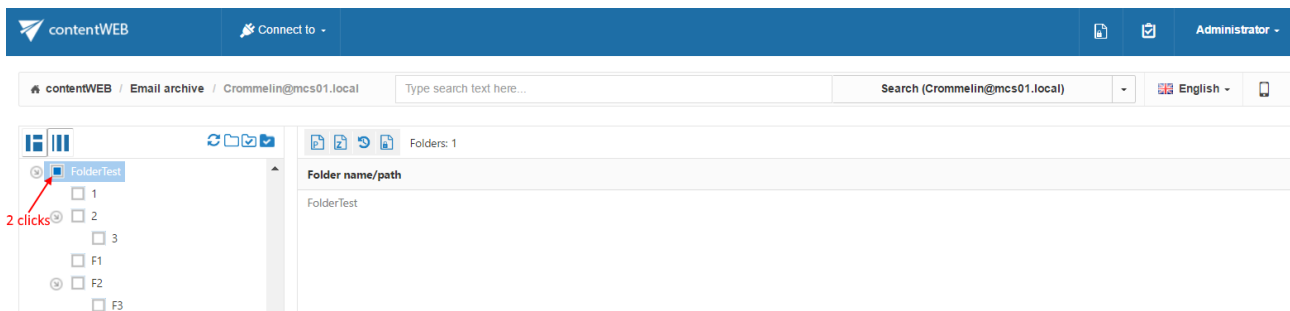 contentWEB Connect to Administrator
contentWEB / Email archive / Crommelin@mcs01.local Type search text here... Search (Crommelin@mcs01.local) English
Folders: 1
FolderTest
Folder name/path
1
FolderTest
2 clicks
2
3
F1
F2
F3